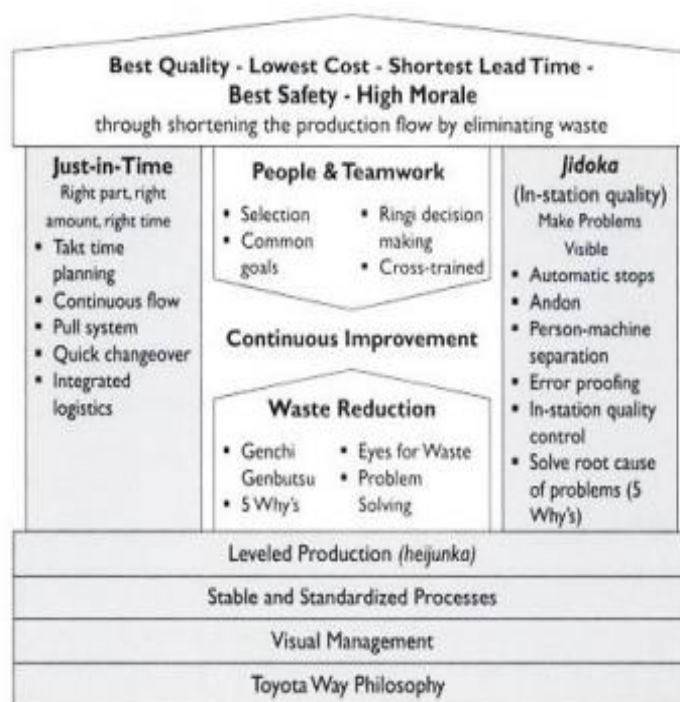 Best Quality - Lowest Cost - Shortest Lead Time -
Best Safety - High Morale
through shortening the production flow by eliminating waste
Just-in-Time
Right part, right
amount, right time
▪ Takt time
planning
▪ Continuous flow
▪ Pull system
▪ Quick changeover
▪ Integrated
logistics
People & Teamwork
▪ Selection
▪ Common
goals
▪ Ringi decision
making
▪ Cross-trained
Continuous Improvement
Waste Reduction
▪ Genchi
Genbutsu
▪ 5 Why's
▪ Eyes for Waste
▪ Problem
Solving
Jidoka
(In-station quality)
Make Problems
Visible
▪ Automatic stops
▪ Andon
▪ Person-machine
separation
▪ Error proofing
▪ In-station quality
control
▪ Solve root cause
of problems (5
Why's)
Leveled Production (heijunka)
Stable and Standardized Processes
Visual Management
Toyota Way Philosophy